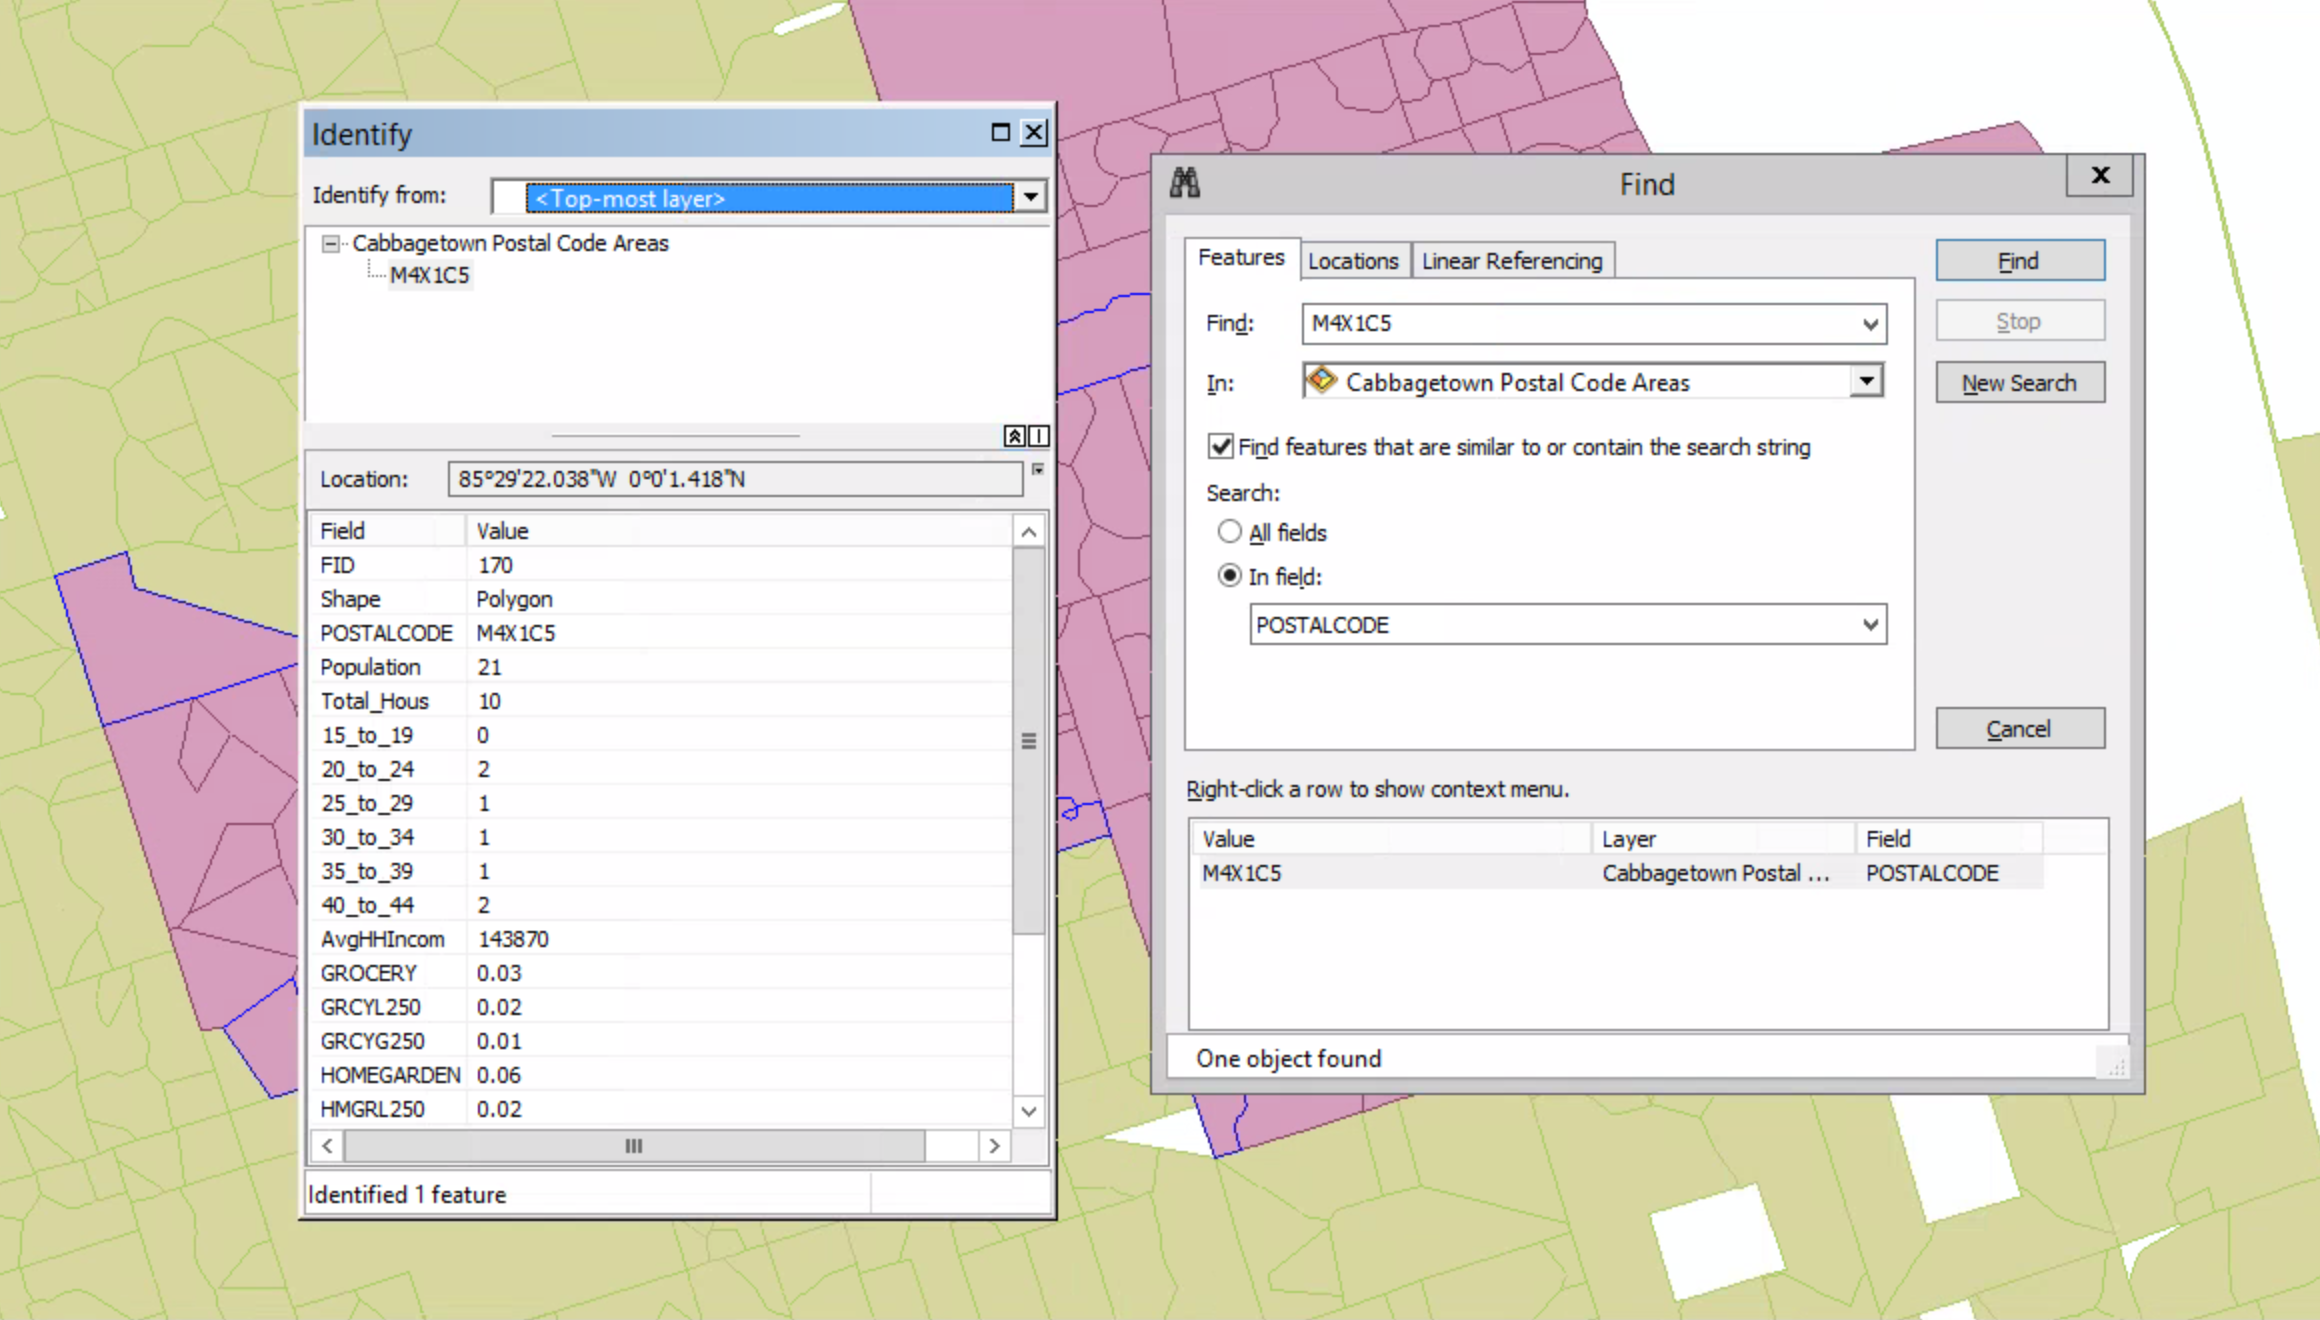 Identify
Identify from: <Top-most layer>
Cabbagetown Postal Code Areas
M4X1C5
Location: 85°29'22.038"W 0°0'1.418"N
Field Value
FID 170
Shape Polygon
POSTALCODE M4X1C5
Population 21
Total_Hous 10
15_to_19 0
20_to_24 2
25_to_29 1
30_to_34 1
35_to_39 1
40_to_44 2
AvgHHIncom 143870
GROCERY 0.03
GRCYL250 0.02
GRCYG250 0.01
HOMEGARDEN 0.06
HMGRL250 0.02
Identified 1 feature
Find
Features Locations Linear Referencing
Find
Find: M4X1C5
Stop
In: Cabbagetown Postal Code Areas
New Search
Find features that are similar to or contain the search string
Search:
All fields
In field:
POSTALCODE
Cancel
Right-click a row to show context menu.
Value Layer Field
M4X1C5 Cabbagetown Postal ... POSTALCODE
One object found